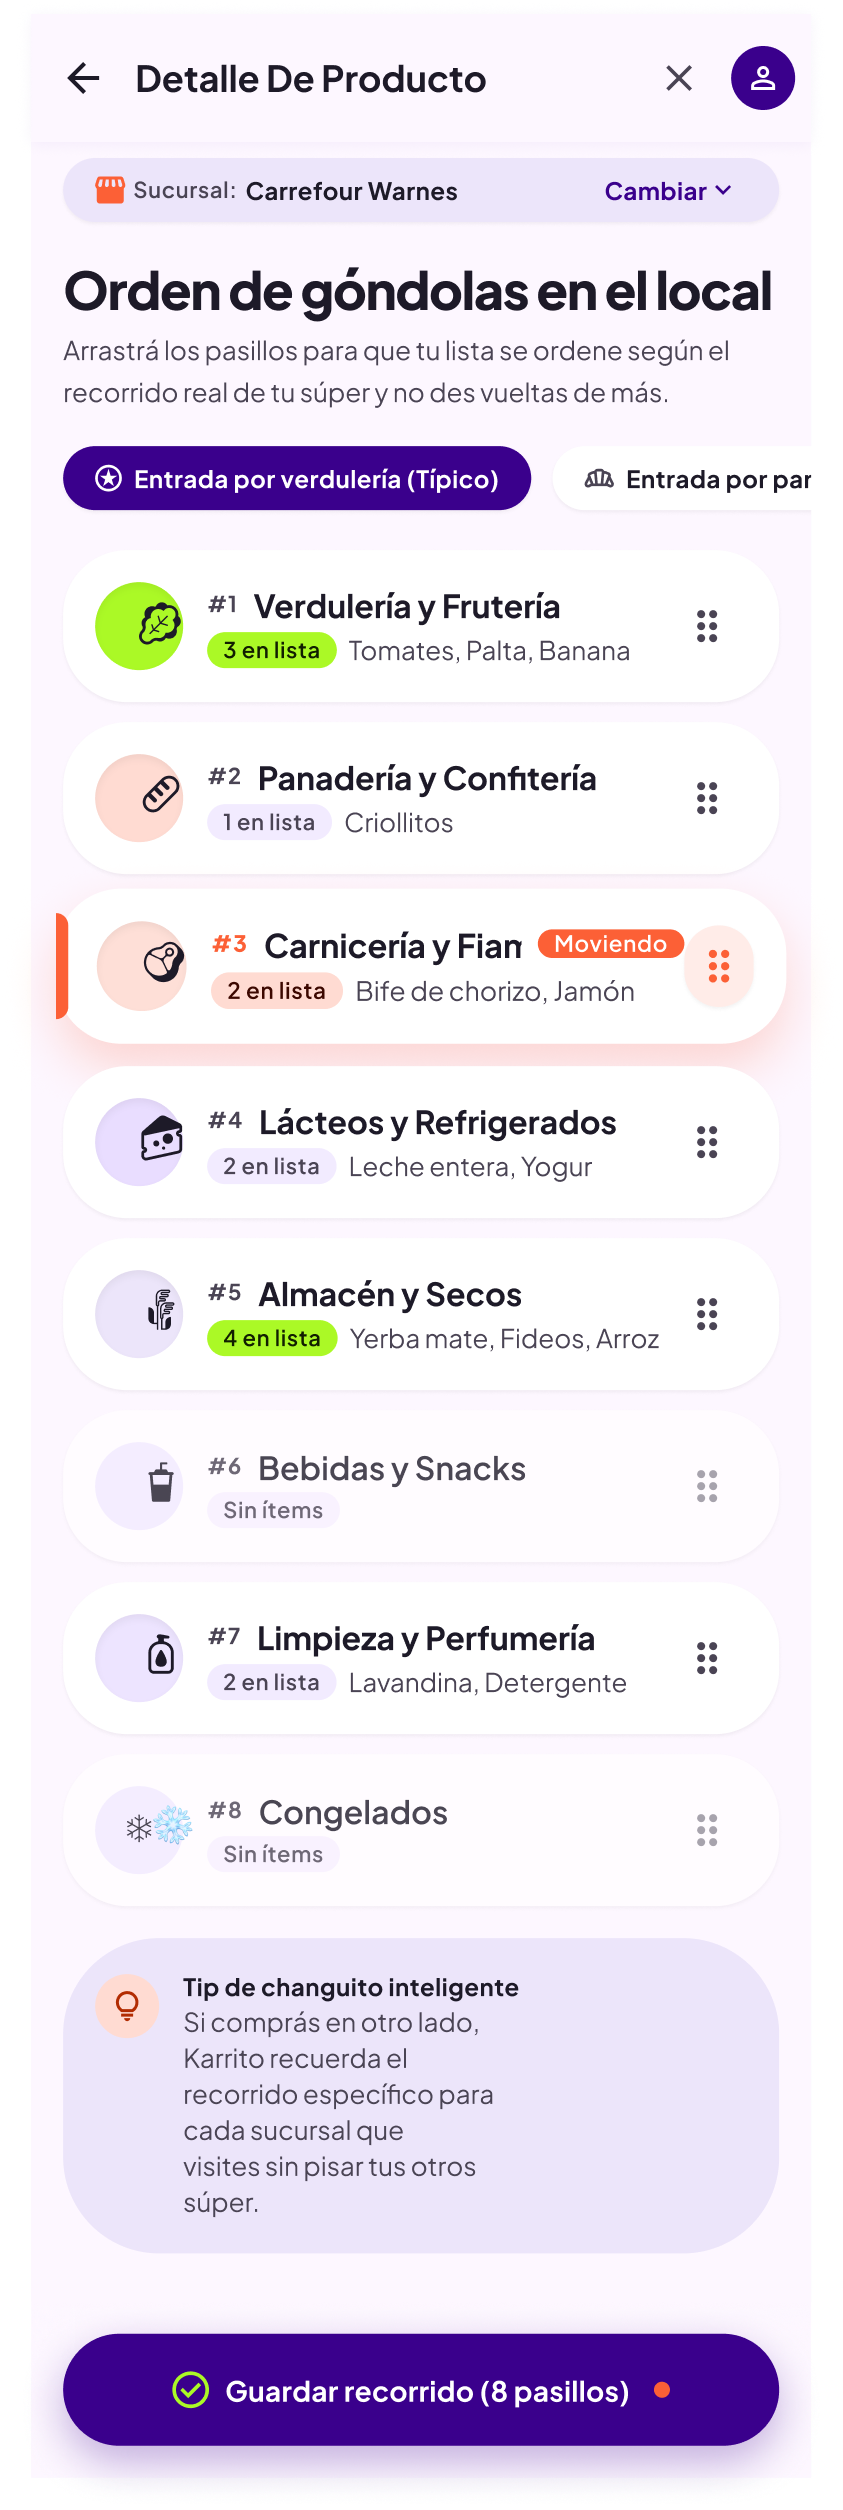 Detalle De Producto
Sucursal: Carrefour Warnes Cambiar
Orden de góndolas en el local
Arrastrá los pasillos para que tu lista se ordene según el
recorrido real de tu súper y no des vueltas de más.
Entrada por verdulería (Típico) Entrada por par
#1 Verdulería y Frutería
3 en lista Tomates, Palta, Banana
#2 Panadería y Confitería
1 en lista Criollitos
#3 Carnicería y Fiam Moviendo
2 en lista Bife de chorizo, Jamón
#4 Lácteos y Refrigerados
2 en lista Leche entera, Yogur
#5 Almacén y Secos
4 en lista Yerba mate, Fideos, Arroz
#6 Bebidas y Snacks
Sin ítems
#7 Limpieza y Perfumería
2 en lista Lavandina, Detergente
#8 Congelados
Sin ítems
Tip de changuito inteligente
Si comprás en otro lado,
Karrito recuerda el
recorrido específico para
cada sucursal que
visites sin pisar tus otros
súper.
Guardar recorrido (8 pasillos)